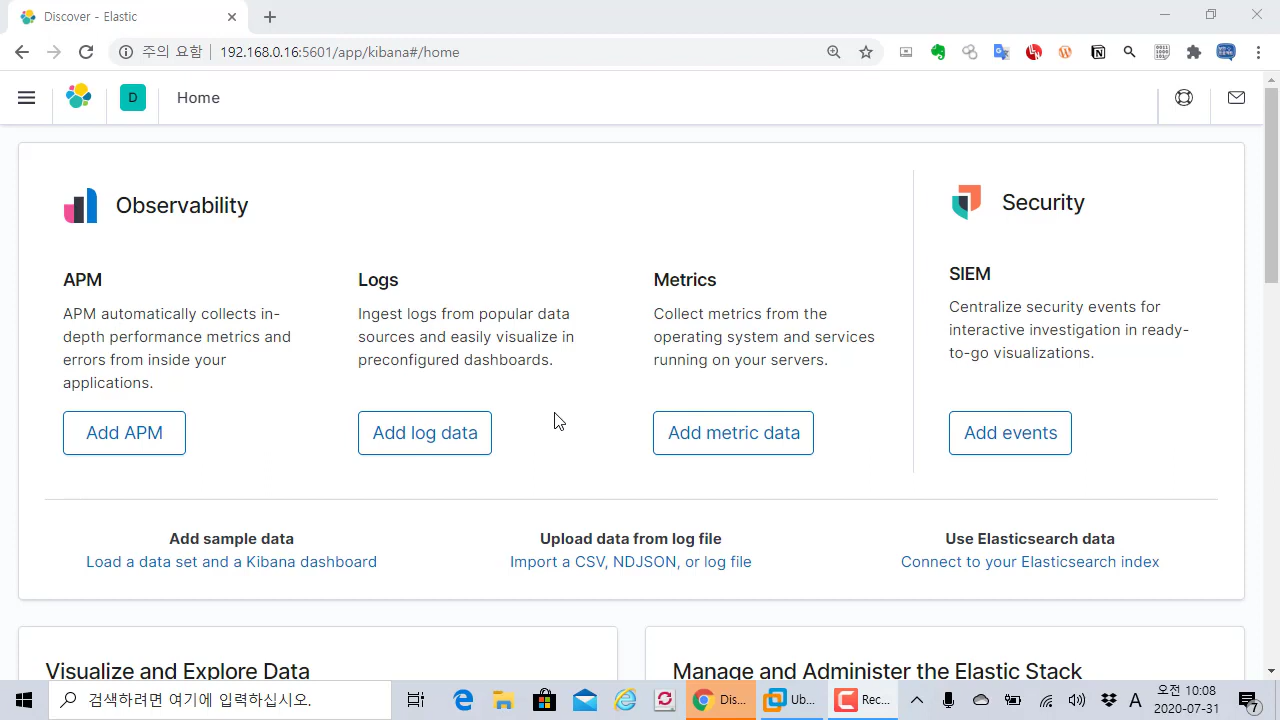 Discover - Elastic
주의 요함
192.168.0.16:5601/app/kibana#/home
D
Home
Observability
Security
APM
APM automatically collects in-
depth performance metrics and
errors from inside your
applications.
Add APM
Logs
Ingest logs from popular data
sources and easily visualize in
preconfigured dashboards.
Add log data
Metrics
Collect metrics from the
operating system and services
running on your servers.
Add metric data
SIEM
Centralize security events for
interactive investigation in ready-
to-go visualizations.
Add events
Add sample data
Load a data set and a Kibana dashboard
Upload data from log file
Import a CSV, NDJSON, or log file
Use Elasticsearch data
Connect to your Elasticsearch index
Visualize and Explore Data
Manage and Administer the Elastic Stack
검색하려면 여기에 입력하십시오.
Dis...
Ub...
Rec...
A
오전 10:08
2020-07-31
7